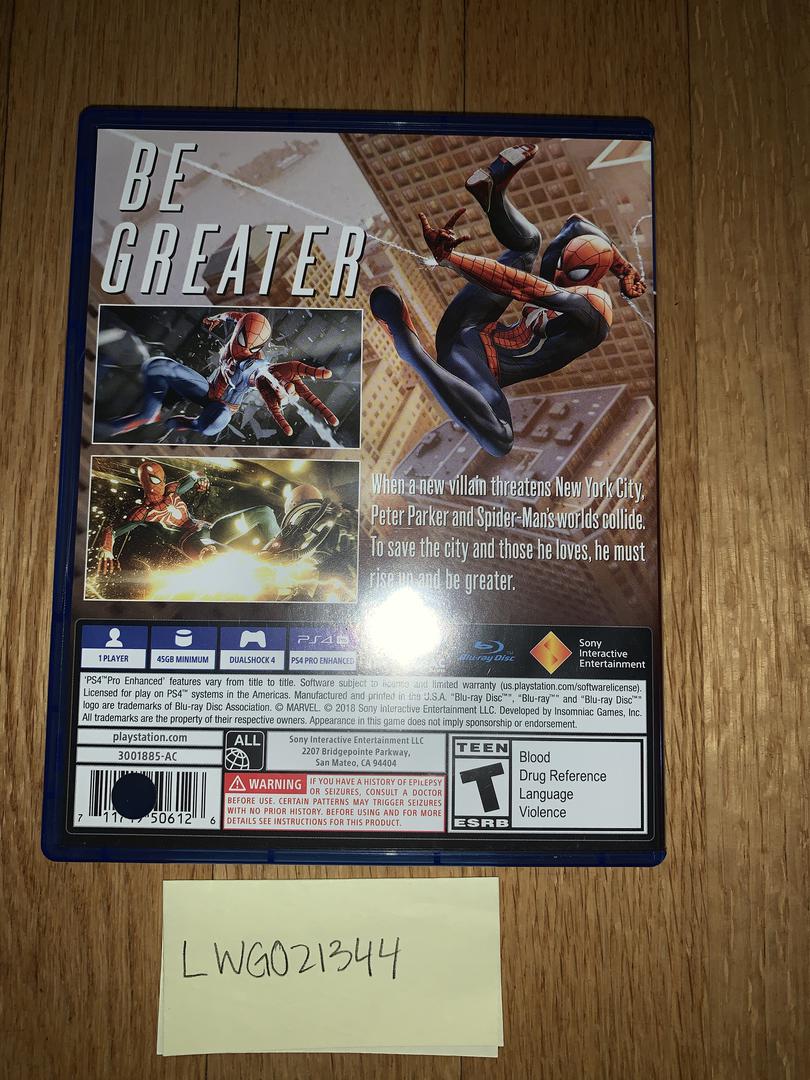 BE
GREATER
When a new villain threatens New York City,
Peter Parker and Spider-Man's worlds collide.
To save the city and those he loves, he must
rise up and be greater.
1 PLAYER
45GB MINIMUM
DUALSHOCK 4
PS4
PS4 PRO ENHANCED
Blu-ray Disc™
Sony
Interactive
Entertainment
'PS4™Pro Enhanced' features vary from title to title. Software subject to license and limited warranty (us.playstation.com/softwarelicense).
Licensed for play on PS4™ systems in the Americas. Manufactured and printed in the U.S.A. "Blu-ray Disc™", "Blu-ray™" and "Blu-ray Disc™"
logo are trademarks of Blu-ray Disc Association. © MARVEL. © 2018 Sony Interactive Entertainment LLC. Developed by Insomniac Games, Inc.
All trademarks are the property of their respective owners. Appearance in this game does not imply sponsorship or endorsement.
playstation.com
3001885-AC
ALL
Sony Interactive Entertainment LLC
2207 Bridgepointe Parkway,
San Mateo, CA 94404
WARNING IF YOU HAVE A HISTORY OF EPILEPSY
OR SEIZURES, CONSULT A DOCTOR
BEFORE USE. CERTAIN PATTERNS MAY TRIGGER SEIZURES
WITH NO PRIOR HISTORY. BEFORE USING AND FOR MORE
DETAILS SEE INSTRUCTIONS FOR THIS PRODUCT.
TEEN
T
ESRB
Blood
Drug Reference
Language
Violence
7 50612 6
LWG021344